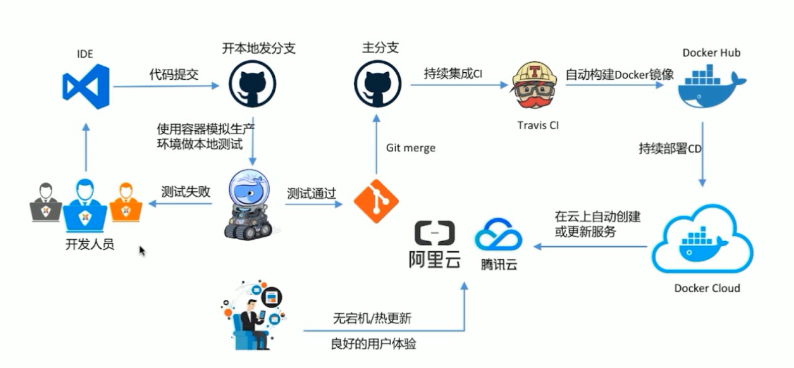 IDE
开本地发分支
主分支
Docker Hub
代码提交
持续集成CI
自动构建Docker镜像
Travis CI
使用容器模拟生产
环境做本地测试
Git merge
持续部署CD
测试失败
测试通过
开发人员
阿里云
腾讯云
在云上自动创建
或更新服务
Docker Cloud
无宕机/热更新
良好的用户体验